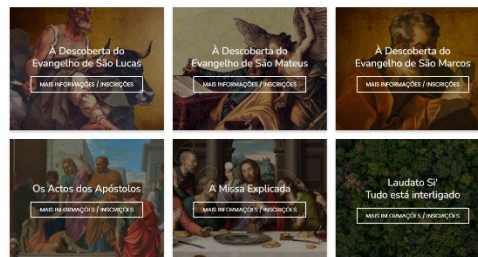 À Descoberta do
Evangelho de São Lucas
MAIS INFORMAÇÕES / INSCRIÇÕES
À Descoberta do
Evangelho de São Mateus
MAIS INFORMAÇÕES / INSCRIÇÕES
À Descoberta do
Evangelho de São Marcos
MAIS INFORMAÇÕES / INSCRIÇÕES
Os Actos dos Apóstolos
MAIS INFORMAÇÕES / INSCRIÇÕES
A Missa Explicada
MAIS INFORMAÇÕES / INSCRIÇÕES
Laudato Si'
Tudo está interligado
MAIS INFORMAÇÕES / INSCRIÇÕES